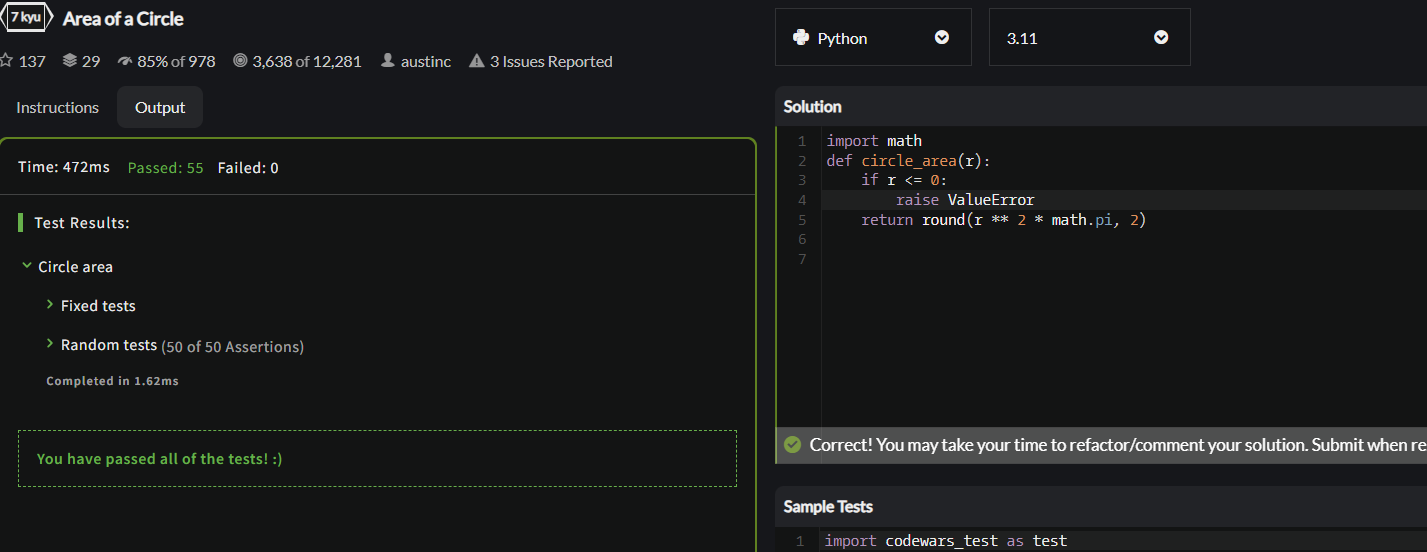 7 kyu Area of a Circle
137 29 85% of 978 3,638 of 12,281 austinc 3 Issues Reported
Instructions Output
Time: 472ms Passed: 55 Failed: 0
Test Results:
Circle area
Fixed tests
Random tests (50 of 50 Assertions)
Completed in 1.62ms
You have passed all of the tests! :)
Python 3.11
Solution
1 import math
2 def circle_area(r):
3     if r <= 0:
4         raise ValueError
5     return round(r ** 2 * math.pi, 2)
6
7
Correct! You may take your time to refactor/comment your solution. Submit when re
Sample Tests
1 import codewars_test as test